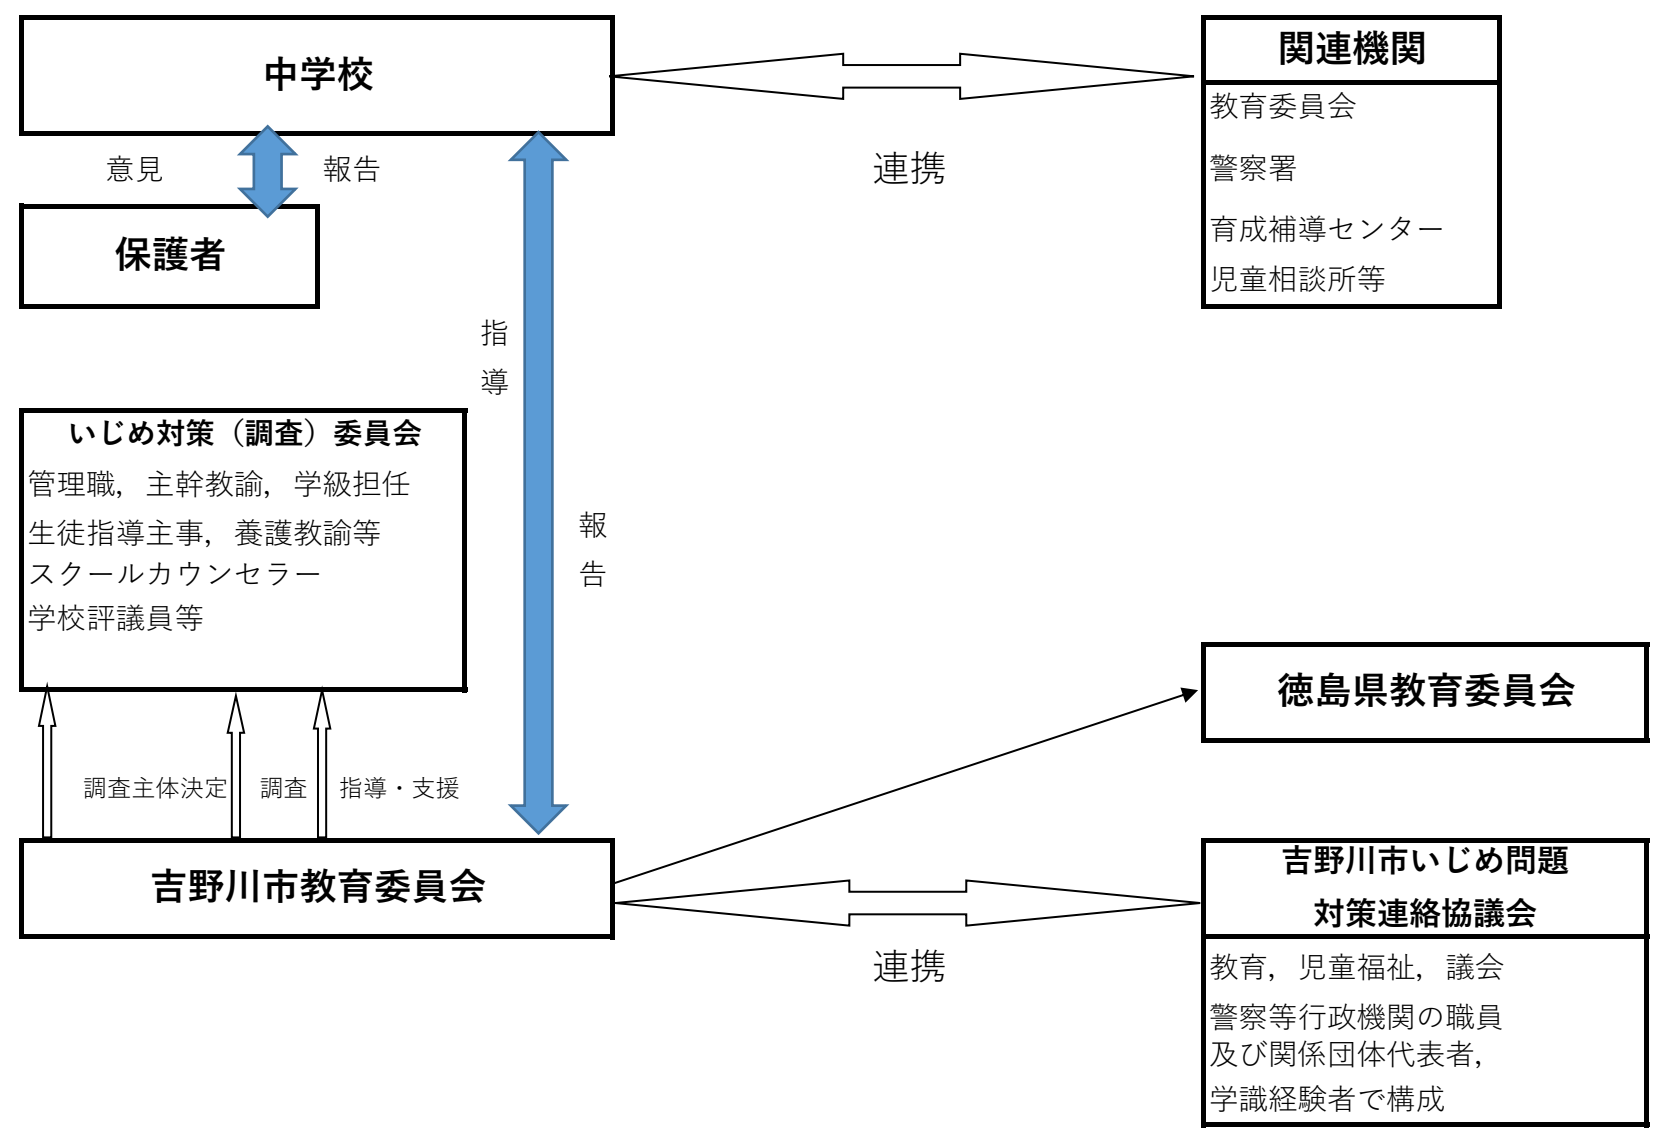 中学校
関連機関
教育委員会
警察署
育成補導センター
児童相談所等
連携
意見
報告
保護者
指導
報告
いじめ対策（調査）委員会
管理職，主幹教諭，学級担任
生徒指導主事，養護教諭等
スクールカウンセラー
学校評議員等
調査主体決定
調査
指導・支援
吉野川市教育委員会
徳島県教育委員会
連携
吉野川市いじめ問題
対策連絡協議会
教育，児童福祉，議会
警察等行政機関の職員
及び関係団体代表者，
学識経験者で構成